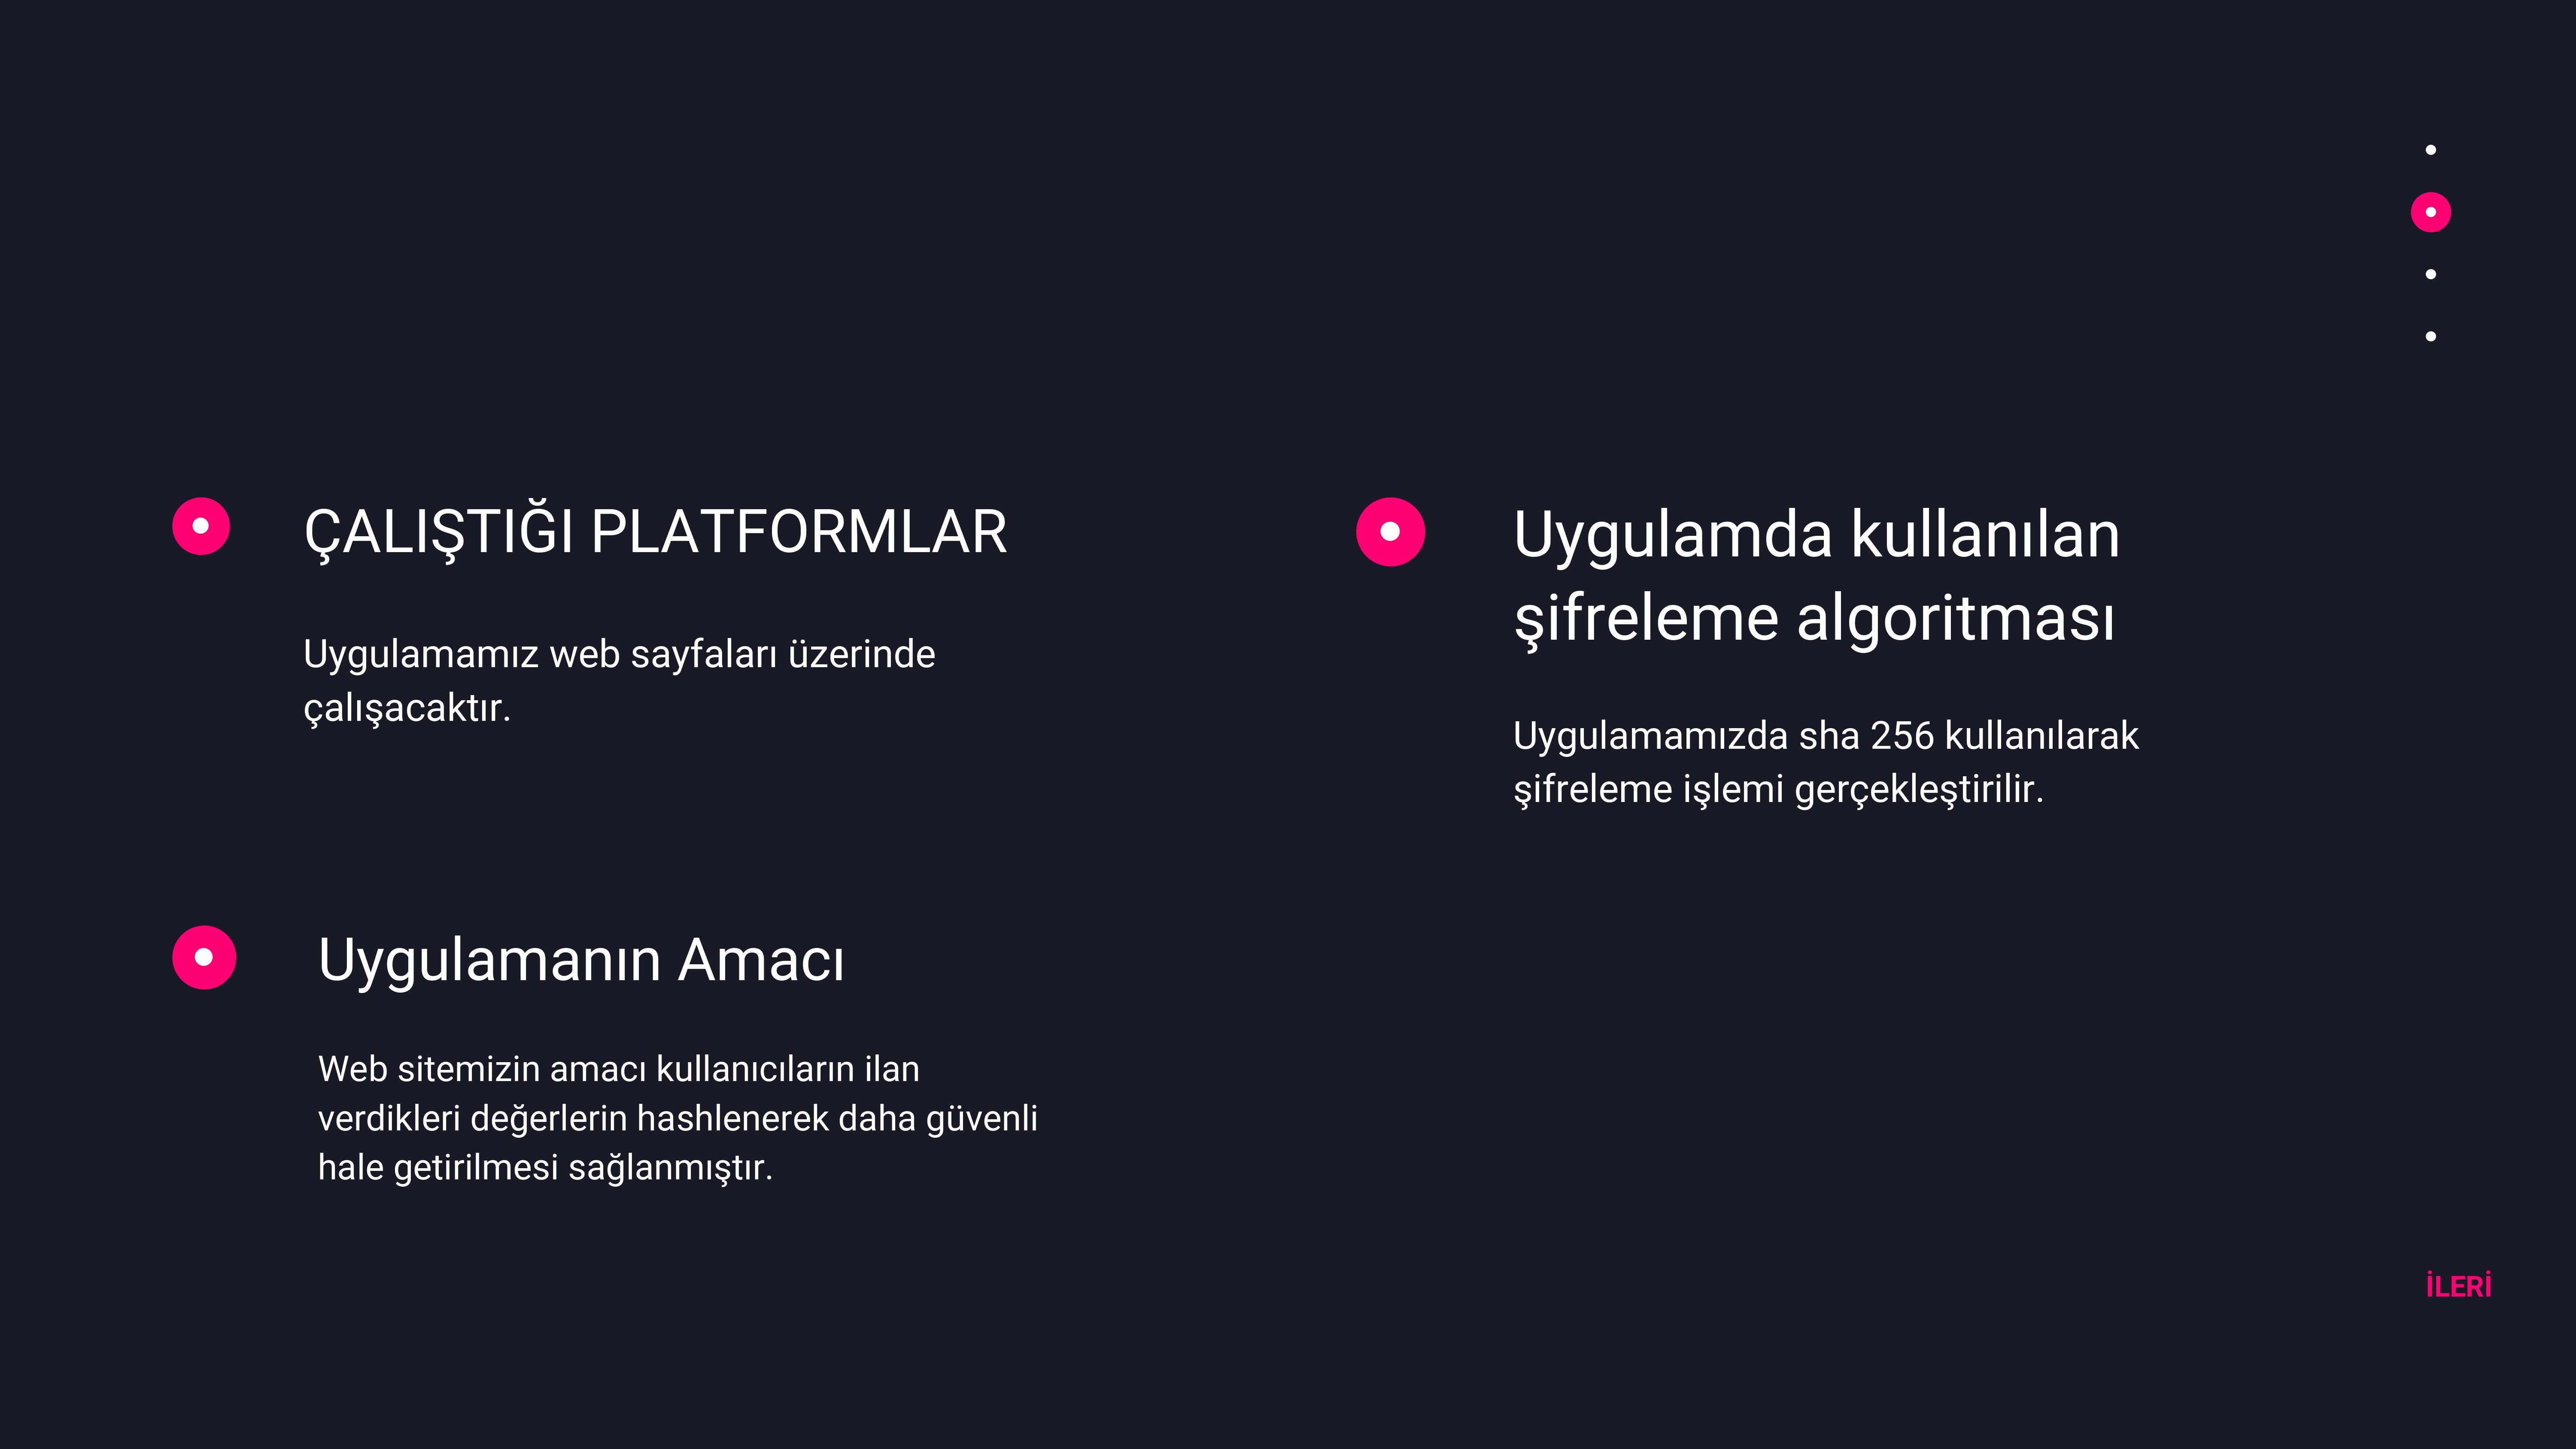 ÇALIŞTIĞI PLATFORMLAR
Uygulamamız web sayfaları üzerinde
çalışacaktır.
Uygulamanın Amacı
Web sitemizin amacı kullanıcıların ilan
verdikleri değerlerin hashlenerek daha güvenli
hale getirilmesi sağlanmıştır.
Uygulamda kullanılan
şifreleme algoritması
Uygulamamızda sha 256 kullanılarak
şifreleme işlemi gerçekleştirilir.
İLERİ